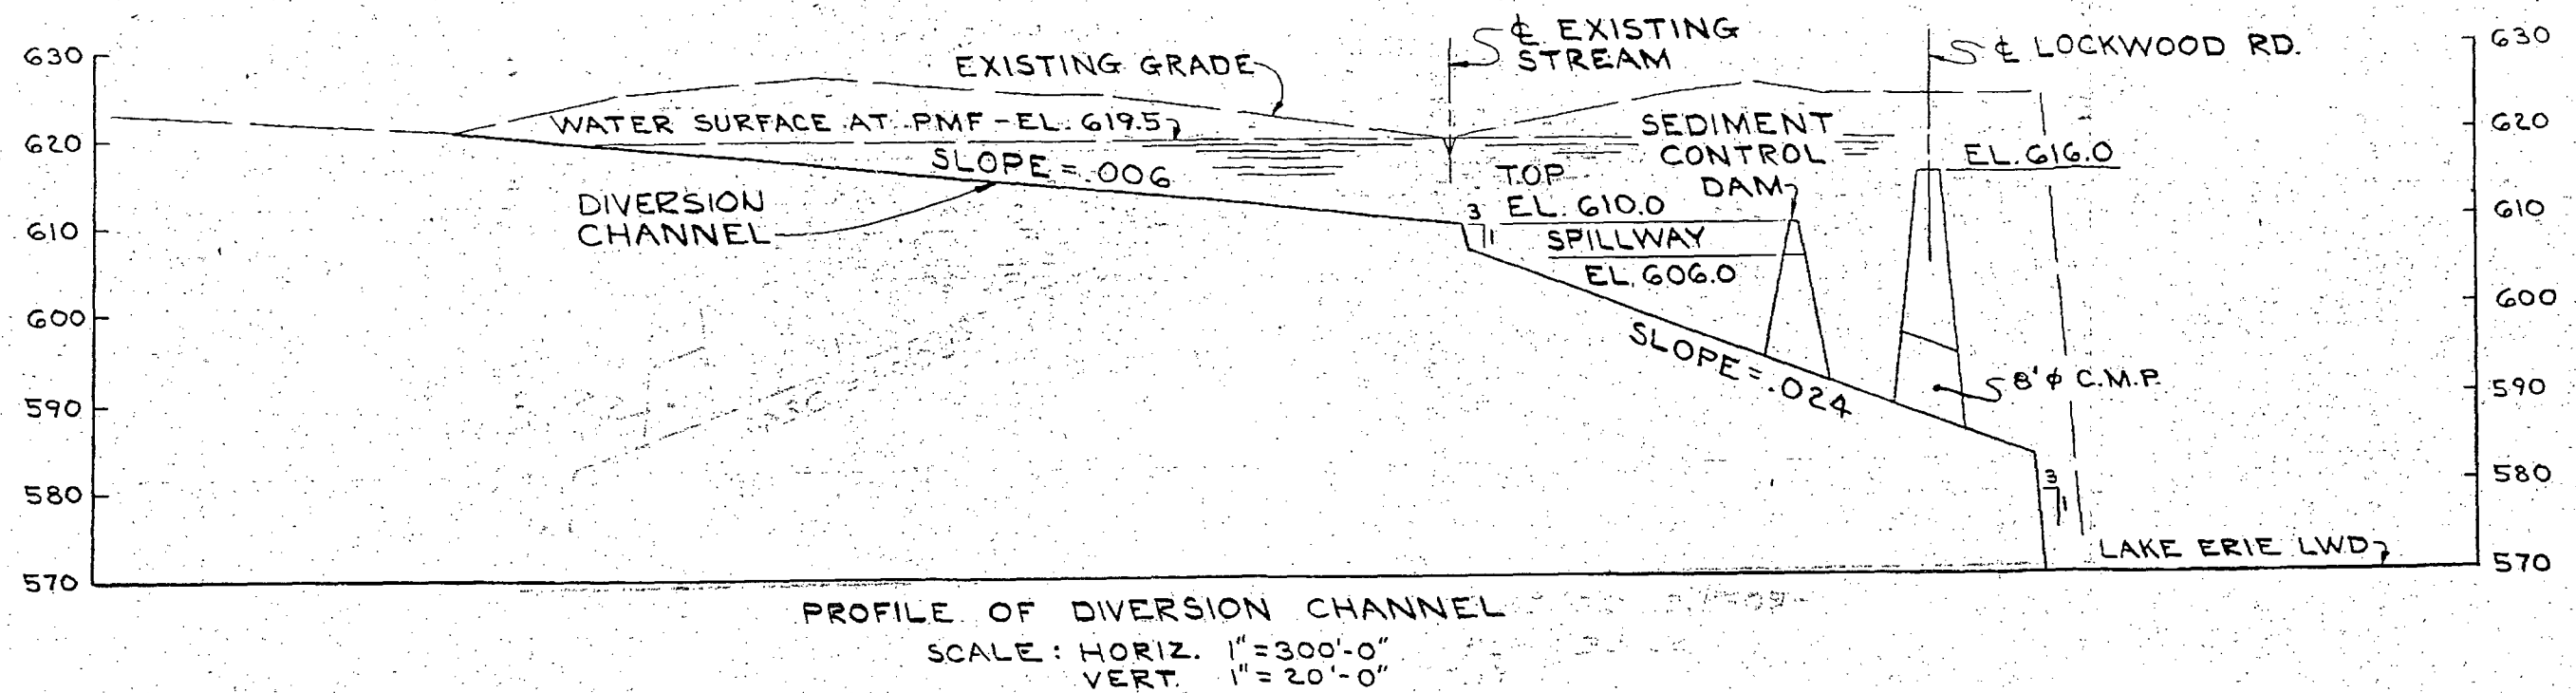 ℄ EXISTING
STREAM
630
EXISTING GRADE
℄ LOCKWOOD RD.
630
WATER SURFACE AT PMF - EL. 619.5
SEDIMENT
CONTROL
DAM
620
620
SLOPE = .006
EL. 616.0
TOP
EL. 610.0
DIVERSION
CHANNEL
3
1
610
610
SPILLWAY
EL. 606.0
600
600
SLOPE = .024
8'φ C.M.P.
590
590
580
3
1
580
LAKE ERIE LWD
570
570
PROFILE OF DIVERSION CHANNEL
SCALE: HORIZ. 1"=300'-0"
VERT. 1"=20'-0"